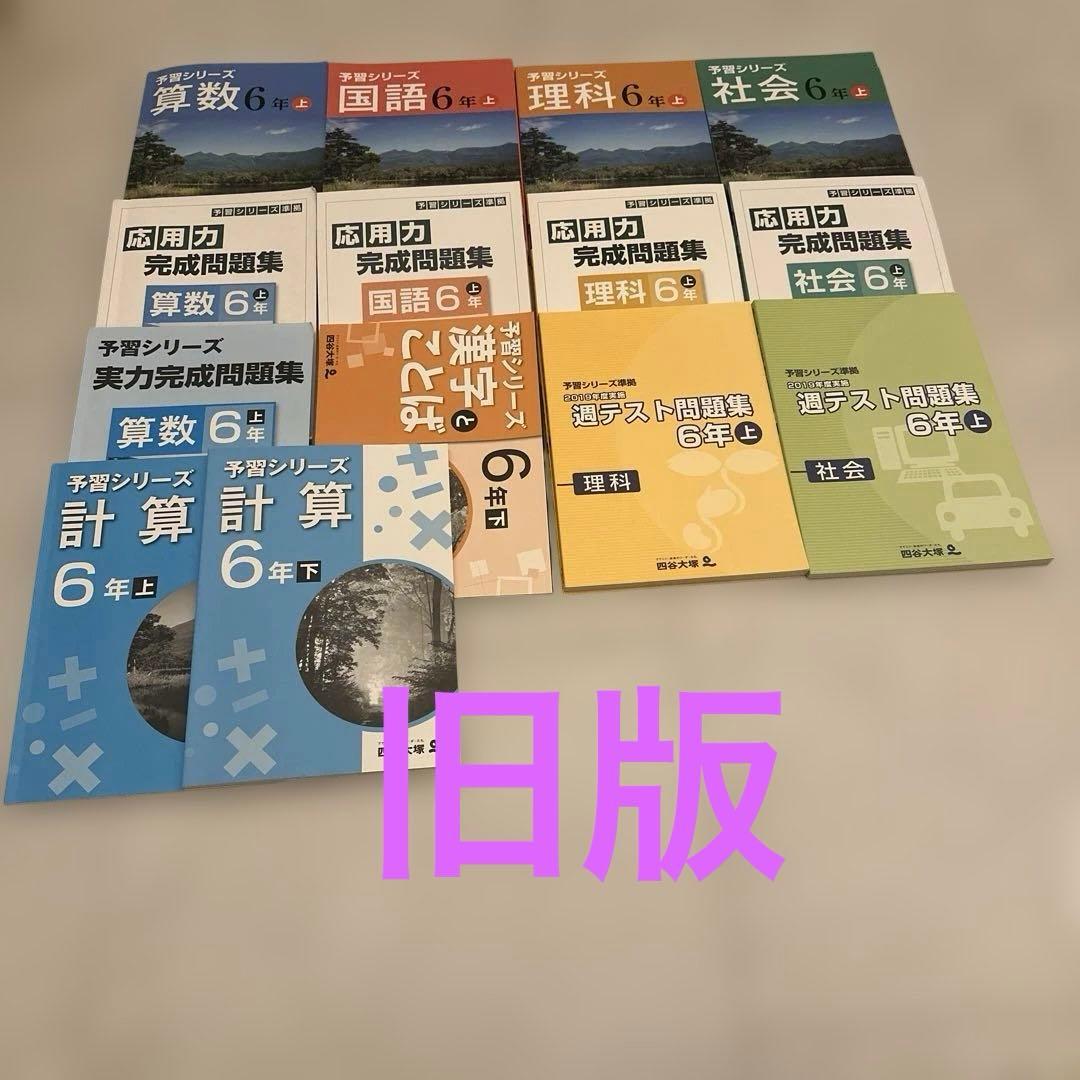 予習シリーズ
算数6年上
予習シリーズ
国語6年上
予習シリーズ
理科6年上
予習シリーズ
社会6年上
予習シリーズ準拠
応用力
完成問題集
算数6年上
予習シリーズ準拠
応用力
完成問題集
国語6年上
予習シリーズ準拠
応用力
完成問題集
理科6年上
予習シリーズ準拠
応用力
完成問題集
社会6年上
予習シリーズ
実力完成問題集
算数6年上
予習シリーズ
漢字と
ことば
四谷大塚
6年下
予習シリーズ準拠
2019年度実施
週テスト問題集
6年上
理科
四谷大塚
予習シリーズ準拠
2019年度実施
週テスト問題集
6年上
社会
四谷大塚
予習シリーズ
計算
6年上
予習シリーズ
計算
6年下
四谷大塚
旧版